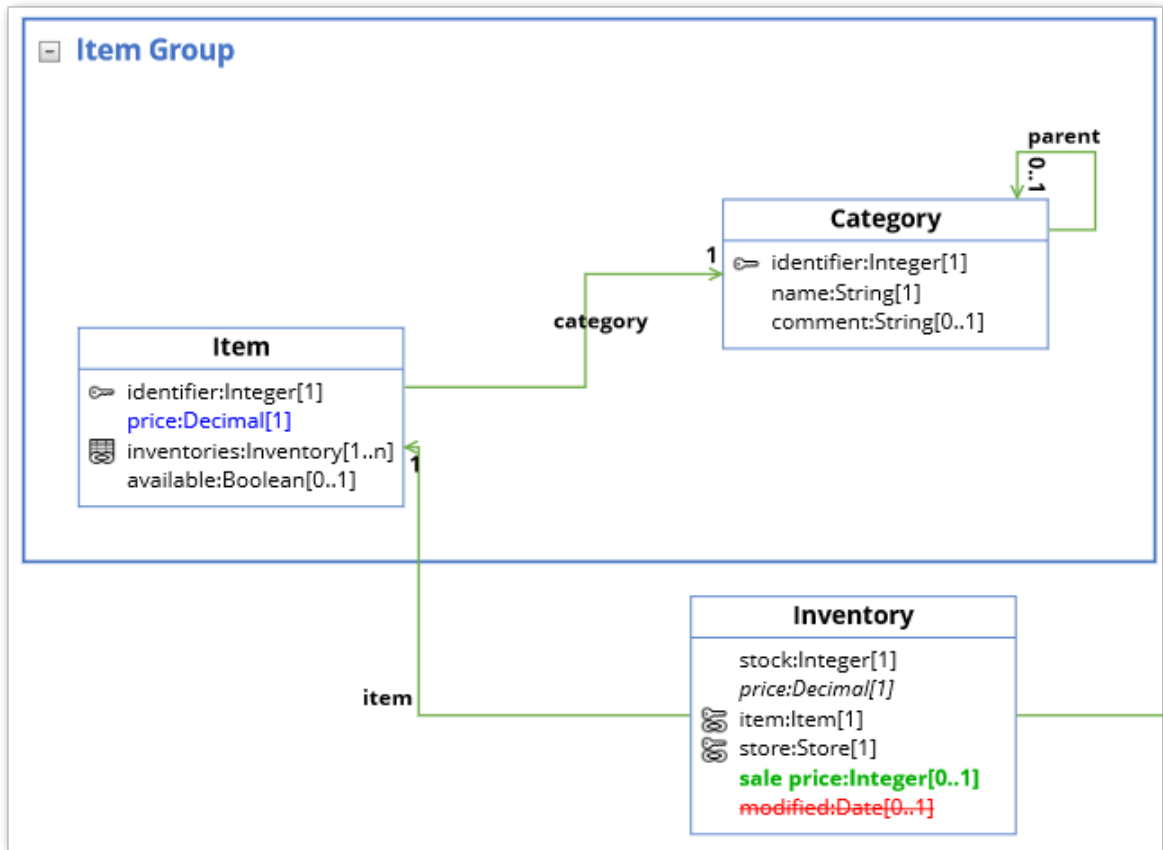 Item Group
parent
0..1
Category
1
identifier:Integer[1]
name:String[1]
comment:String[0..1]
category
Item
identifier:Integer[1]
price:Decimal[1]
inventories:Inventory[1..n]
available:Boolean[0..1]
1
Inventory
stock:Integer[1]
price:Decimal[1]
item
item:Item[1]
store:Store[1]
sale price:Integer[0..1]
modified:Date[0..1]